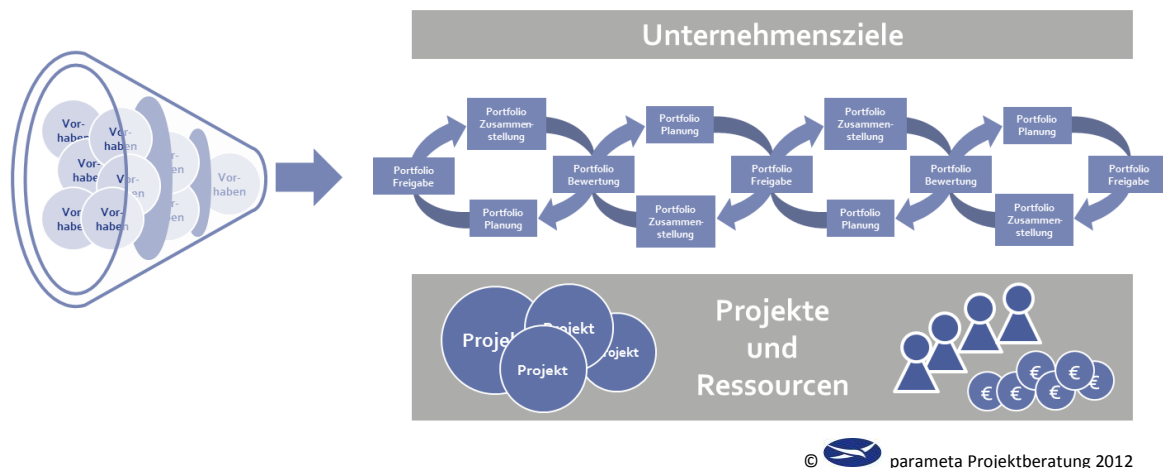 Unternehmensziele
Vor-
haben
Vor-
haben
Vor-
haben
Vor-
haben
Vor-
haben
Vor-
haben
Vor-
haben
Portfolio
Freigabe
Portfolio
Zusammen-
stellung
Portfolio
Planung
Portfolio
Bewertung
Portfolio
Planung
Portfolio
Zusammen-
stellung
Portfolio
Freigabe
Portfolio
Zusammen-
stellung
Portfolio
Planung
Portfolio
Bewertung
Portfolio
Planung
Portfolio
Zusammen-
stellung
Portfolio
Freigabe
Projekt
Projekt
Projekt
Projekt
Projekte
und
Ressourcen
€ € € € € €
© parameta Projektberatung 2012